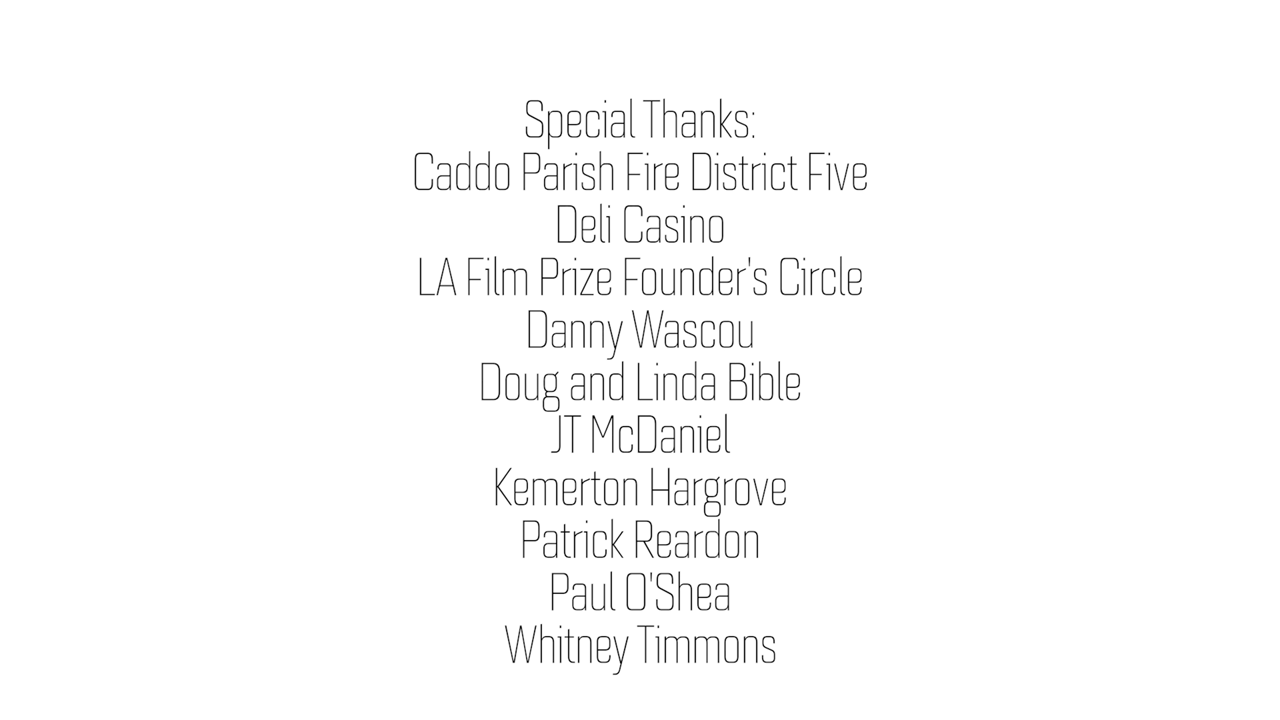 Special Thanks:
Caddo Parish Fire District Five
Deli Casino
LA Film Prize Founder's Circle
Danny Wascou
Doug and Linda Bible
JT McDaniel
Kemerton Hargrove
Patrick Reardon
Paul O'Shea
Whitney Timmons